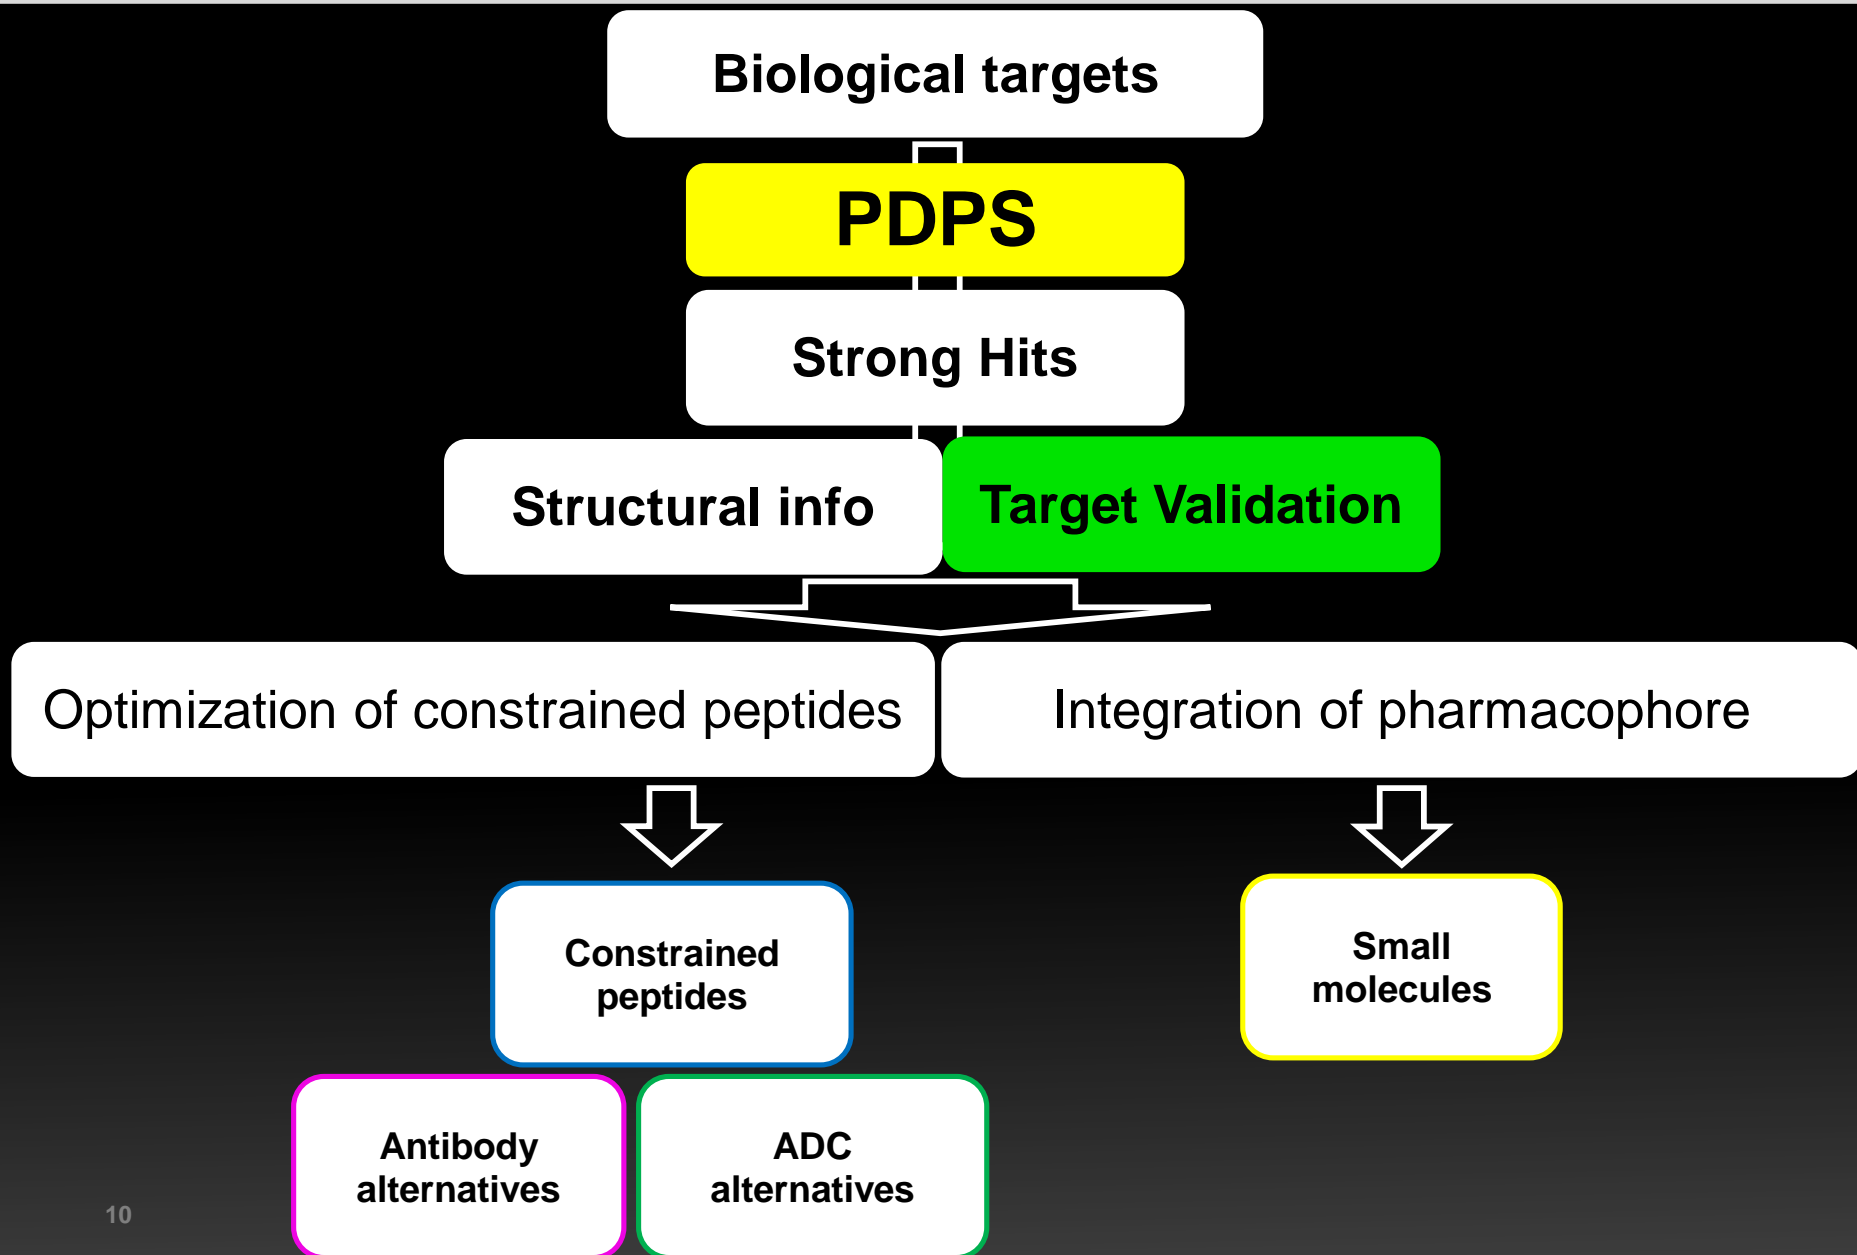 Biological targets
PDPS
Strong Hits
Structural info
Target Validation
Optimization of constrained peptides
Integration of pharmacophore
Constrained
peptides
Small
molecules
Antibody
alternatives
ADC
alternatives
10